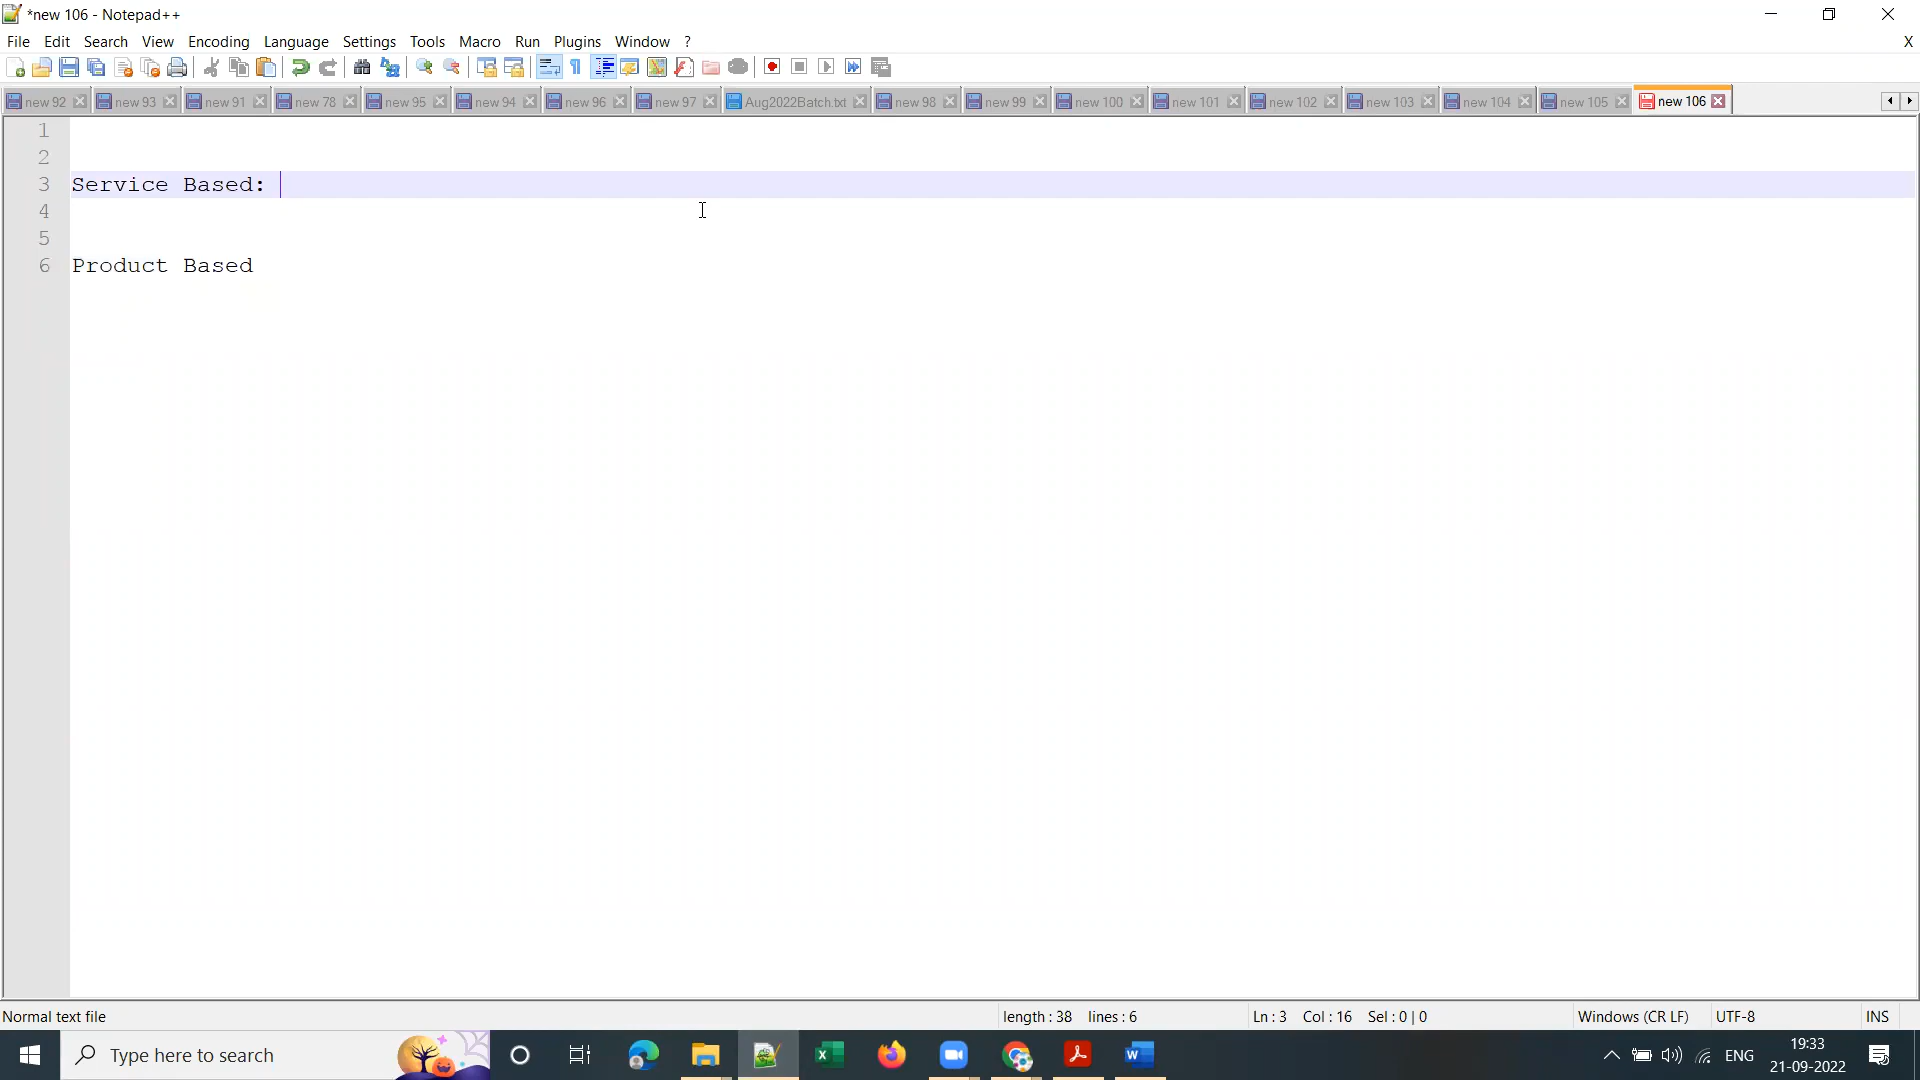 *new 106 - Notepad++
File Edit Search View Encoding Language Settings Tools Macro Run Plugins Window ? X
new 92 new 93 new 91 new 78 new 95 new 94 new 96 new 97 Aug2022Batch.txt new 98 new 99 new 100 new 101 new 102 new 103 new 104 new 105 new 106
1
2
3 Service Based:
4
5
6 Product Based
Normal text file length : 38 lines : 6 Ln : 3 Col : 16 Sel : 0 | 0 Windows (CR LF) UTF-8 INS
Type here to search ENG 19:33
21-09-2022